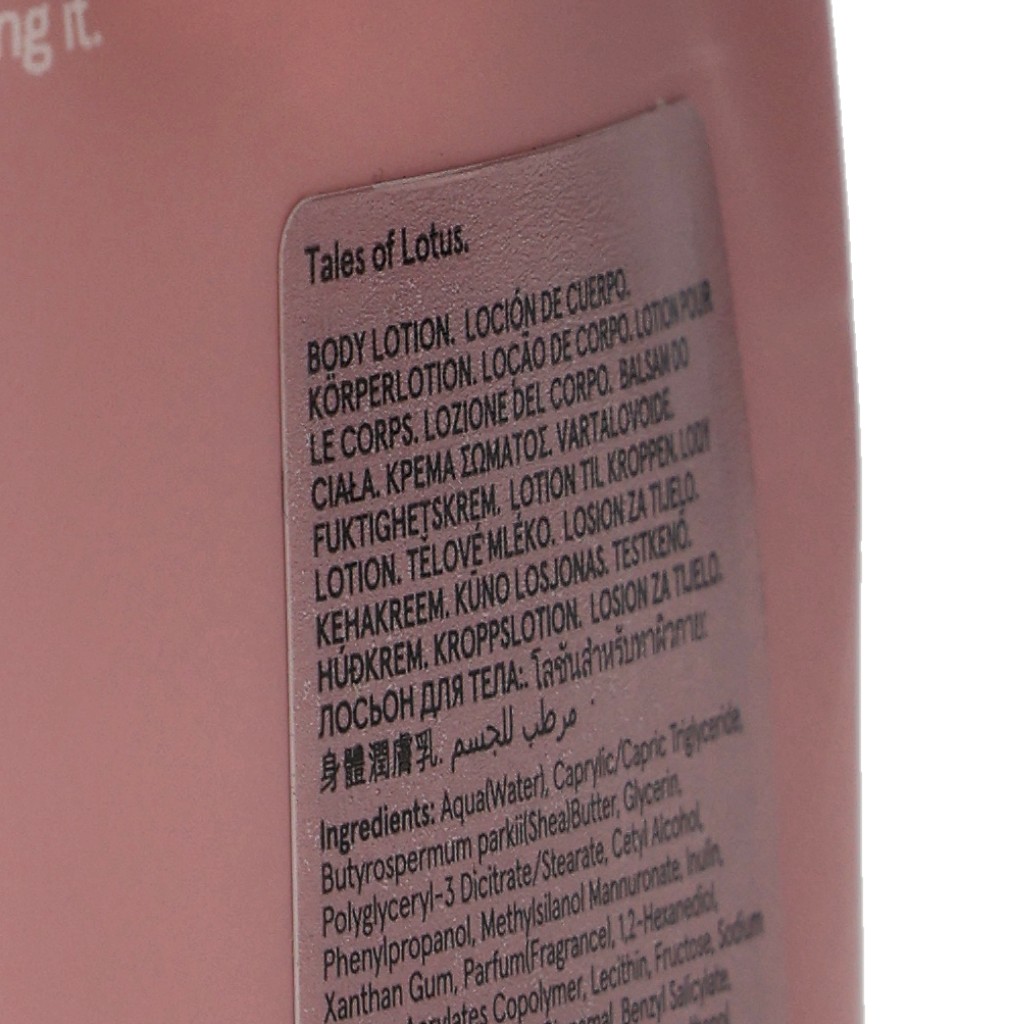 ng it.
Tales of Lotus.
BODY LOTION. LOCIÓN DE CUERPO.
KÖRPERLOTION. LOÇÃO DE CORPO. LOTION POUR
LE CORPS. LOZIONE DEL CORPO. BALSAM DO
CIAŁA. ΚΡΕΜΑ ΣΩΜΑΤΟΣ. VARTALOVOIDE.
FUKTIGHETSKREM. LOTION TIL KROPPEN. LODY
LOTION. TĚLOVÉ MLÉKO. LOSION ZA TIJELO.
KEHAKREEM. KŪNO LOSJONAS. TESTKENŐ.
HÚÐKREM. KROPPSLOTION. LOSION ZA TIJELO.
ЛОСЬОН ДЛЯ ТЕЛА:. โลชั่นสำหรับทาผิวกาย:
身體潤膚乳. مرطب للجسم .
Ingredients: Aqua(Water), Caprylic/Capric Triglyceride,
Butyrospermum parkii(Shea)Butter, Glycerin,
Polyglyceryl-3 Dicitrate/Stearate, Cetyl Alcohol,
Phenylpropanol, Methylsilanol Mannuronate, Inulin,
Xanthan Gum, Parfum(Fragrance), 1,2-Hexanediol,
Acrylates Copolymer, Lecithin, Fructose, Sodium
Benzyl Salicylate,